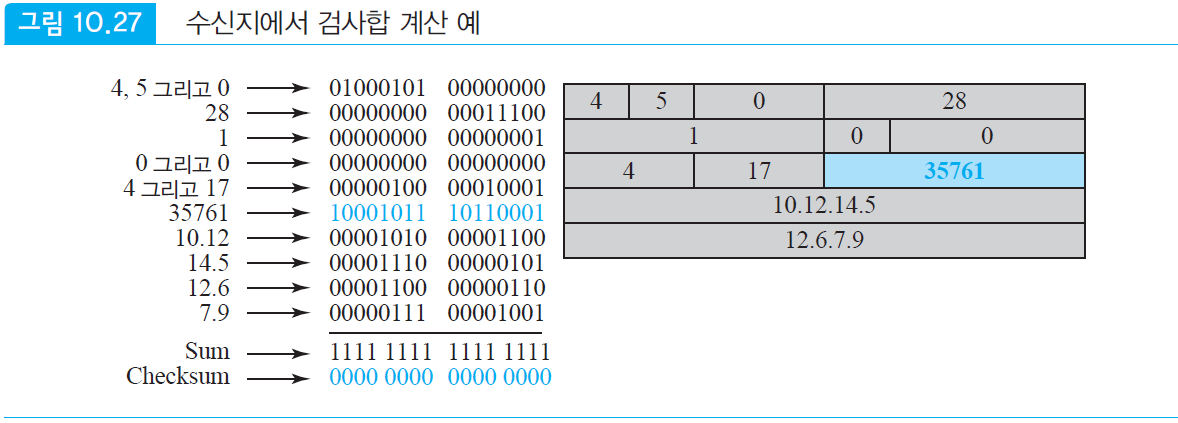 그림 10.27 수신지에서 검사합 계산 예
4, 5 그리고 0 01000101 00000000
28 00000000 00011100
1 00000000 00000001
0 그리고 0 00000000 00000000
4 그리고 17 00000100 00010001
35761 10001011 10110001
10.12 00001010 00001100
14.5 00001110 00000101
12.6 00001100 00000110
7.9 00000111 00001001
Sum 1111 1111 1111 1111
Checksum 0000 0000 0000 0000
4 5 0 28
1 0 0
4 17 35761
10.12.14.5
12.6.7.9